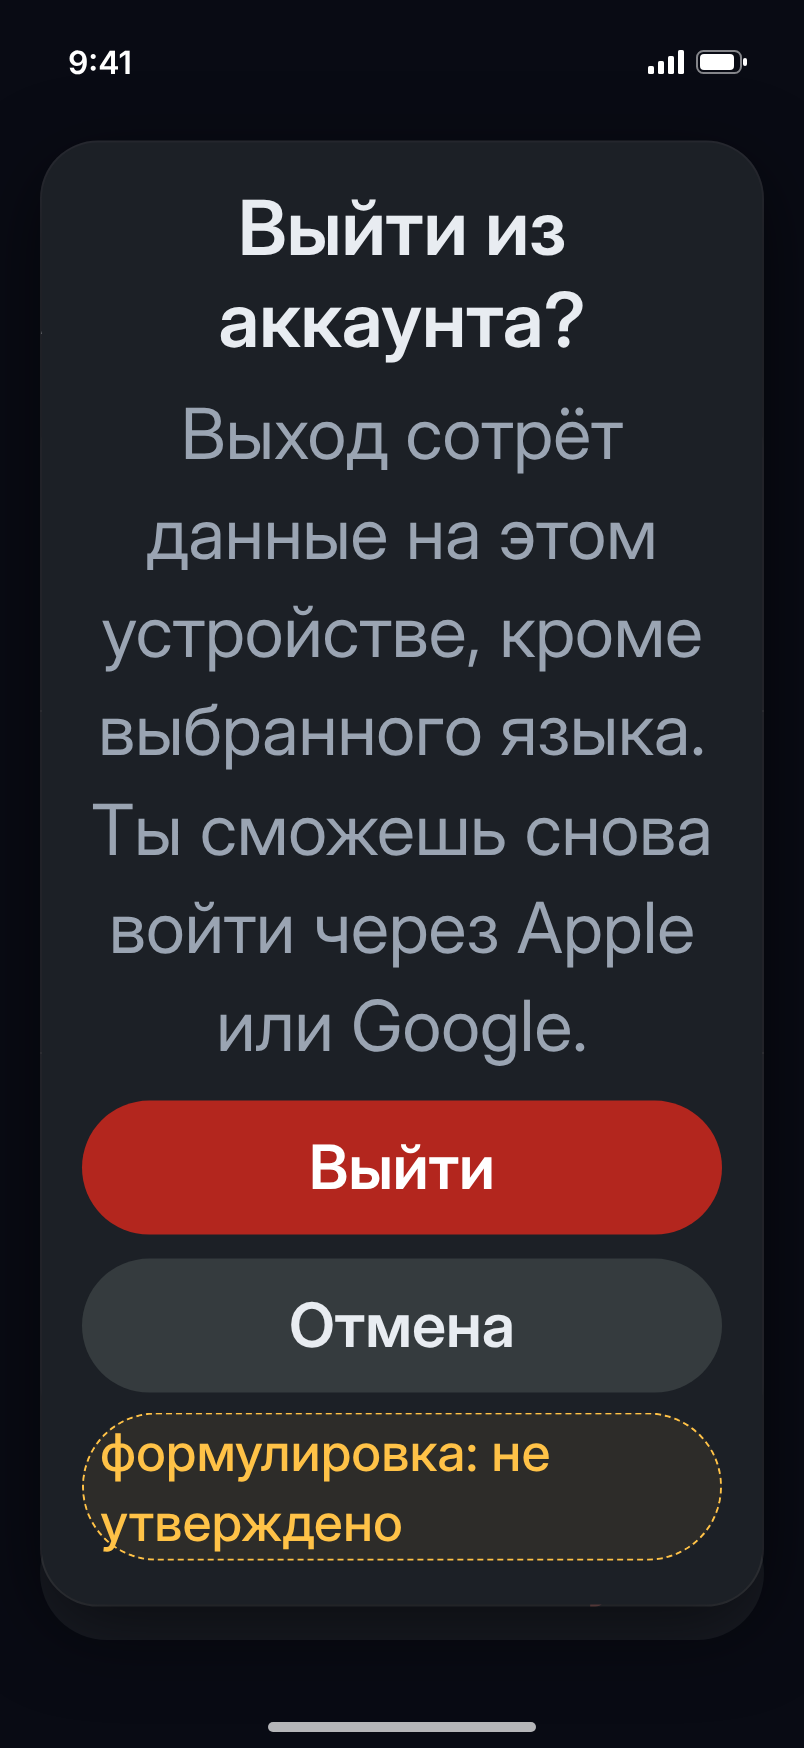 9:41
Выйти из
аккаунта?
Выход сотрёт
данные на этом
устройстве, кроме
выбранного языка.
Ты сможешь снова
войти через Apple
или Google.
Выйти
Отмена
формулировка: не
утверждено